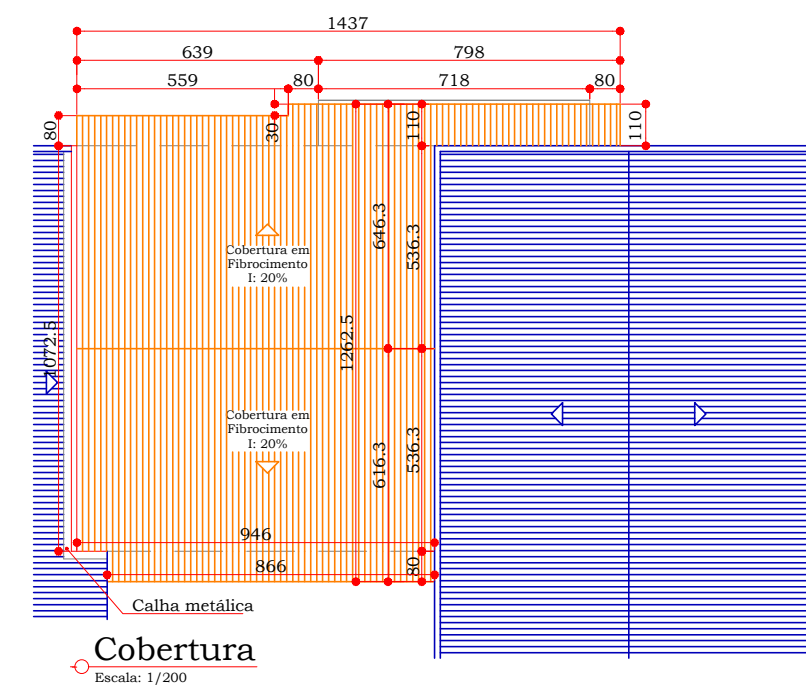 1437
639
798
559
80
718
80
80
30
110
110
646.3
536.3
Cobertura em
Fibrocimento
I: 20%
1072.5
1262.5
Cobertura em
Fibrocimento
I: 20%
616.3
536.3
946
866
80
Calha metálica
Cobertura
Escala: 1/200